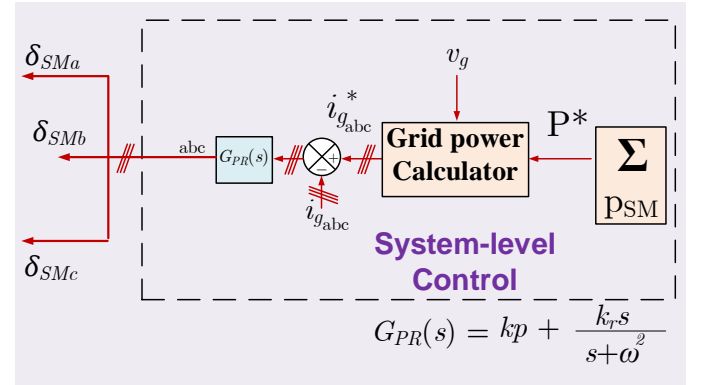 δSMa
δSMb
δSMc
abc
GPR(s)
+
−
i*gabc
igabc
vg
Grid power
Calculator
P*
Σ
pSM
System-level
Control
GPR(s) = kp + krs / s+ω²